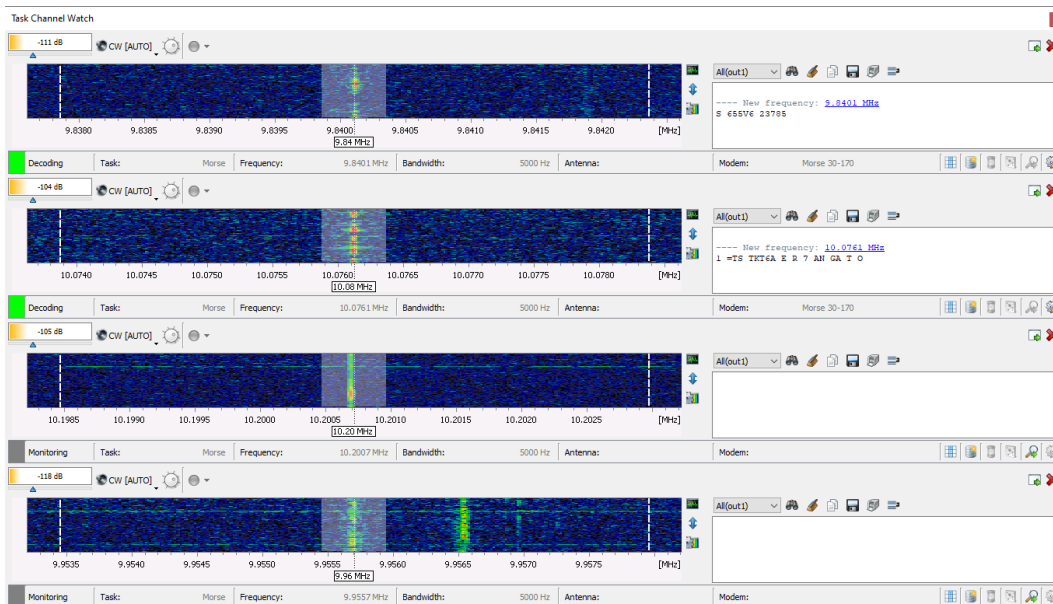 Task Channel Watch
-111 dB CW [AUTO]
All(out1)
---- New frequency: 9.8401 MHz
S 655V6 23785
9.8380 9.8385 9.8390 9.8395 9.8400 9.8405 9.8410 9.8415 9.8420 [MHz]
9.84 MHz
Decoding Task: Morse Frequency: 9.8401 MHz Bandwidth: 5000 Hz Antenna: Modem: Morse 30-170
-104 dB CW [AUTO]
All(out1)
---- New frequency: 10.0761 MHz
1 =TS TKT6A E R 7 AN GA T O
10.0740 10.0745 10.0750 10.0755 10.0760 10.0765 10.0770 10.0775 10.0780 [MHz]
10.08 MHz
Decoding Task: Morse Frequency: 10.0761 MHz Bandwidth: 5000 Hz Antenna: Modem: Morse 30-170
-105 dB CW [AUTO]
All(out1)
10.1985 10.1990 10.1995 10.2000 10.2005 10.2010 10.2015 10.2020 10.2025 [MHz]
10.20 MHz
Monitoring Task: Morse Frequency: 10.2007 MHz Bandwidth: 5000 Hz Antenna: Modem:
-118 dB CW [AUTO]
All(out1)
9.9535 9.9540 9.9545 9.9550 9.9555 9.9560 9.9565 9.9570 9.9575 [MHz]
9.96 MHz
Monitoring Task: Morse Frequency: 9.9557 MHz Bandwidth: 5000 Hz Antenna: Modem: